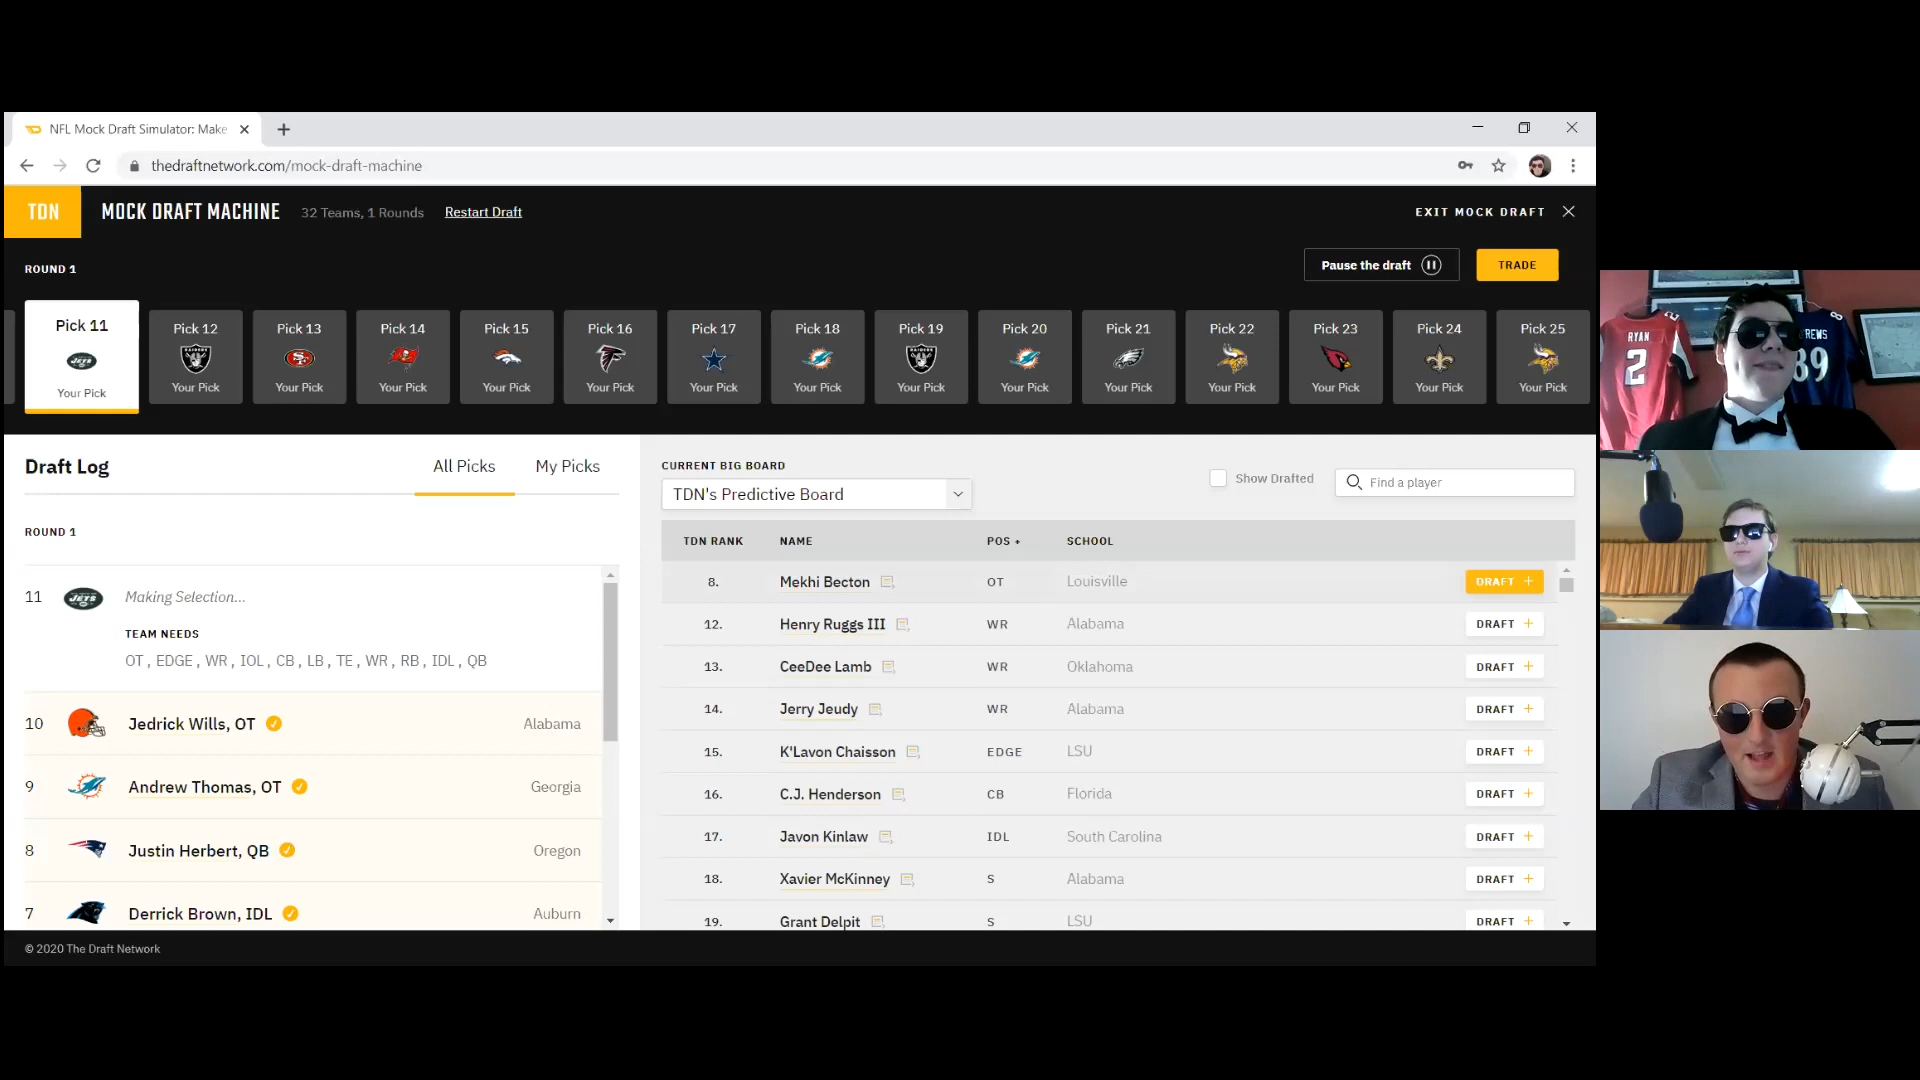 NFL Mock Draft Simulator: Make
thedraftnetwork.com/mock-draft-machine
TDN
MOCK DRAFT MACHINE
32 Teams, 1 Rounds
Restart Draft
EXIT MOCK DRAFT
ROUND 1
Pause the draft
TRADE
Pick 11
JETS
Your Pick
Pick 12
RAIDERS
Your Pick
Pick 13
Your Pick
Pick 14
Your Pick
Pick 15
Your Pick
Pick 16
Your Pick
Pick 17
Your Pick
Pick 18
Your Pick
Pick 19
RAIDERS
Your Pick
Pick 20
Your Pick
Pick 21
Your Pick
Pick 22
Your Pick
Pick 23
Your Pick
Pick 24
Your Pick
Pick 25
Your Pick
Draft Log
All Picks
My Picks
ROUND 1
11 JETS Making Selection...
TEAM NEEDS
OT , EDGE , WR , IOL , CB , LB , TE , WR , RB , IDL , QB
10 Jedrick Wills, OT Alabama
9 Andrew Thomas, OT Georgia
8 Justin Herbert, QB Oregon
7 Derrick Brown, IDL Auburn
CURRENT BIG BOARD
TDN's Predictive Board
Show Drafted
Find a player
TDN RANK NAME POS + SCHOOL
8. Mekhi Becton OT Louisville DRAFT +
12. Henry Ruggs III WR Alabama DRAFT +
13. CeeDee Lamb WR Oklahoma DRAFT +
14. Jerry Jeudy WR Alabama DRAFT +
15. K'Lavon Chaisson EDGE LSU DRAFT +
16. C.J. Henderson CB Florida DRAFT +
17. Javon Kinlaw IDL South Carolina DRAFT +
18. Xavier McKinney S Alabama DRAFT +
19. Grant Delpit S LSU DRAFT +
© 2020 The Draft Network
RYAN
2
REWS
89